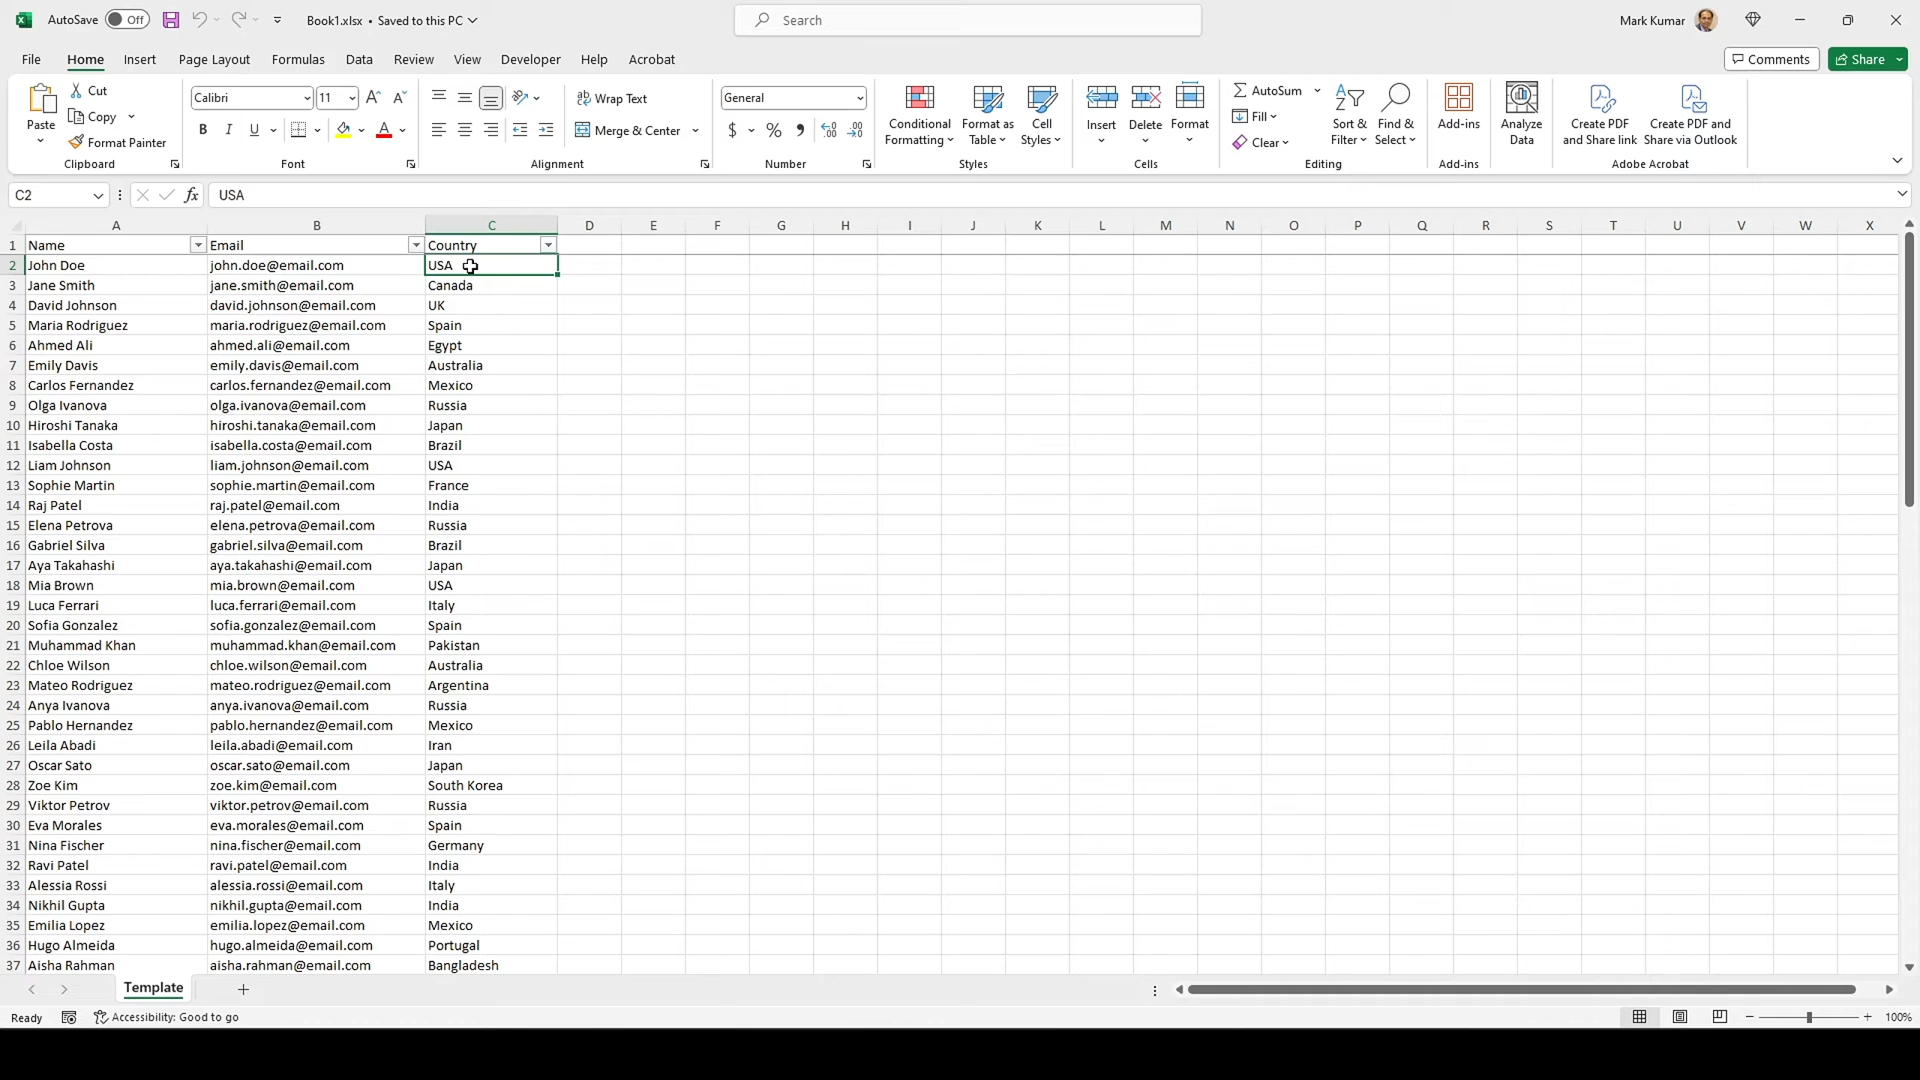 AutoSave Off Book1.xlsx • Saved to this PC Search Mark Kumar
File Home Insert Page Layout Formulas Data Review View Developer Help Acrobat Comments Share
Paste Cut Copy Format Painter Clipboard
Calibri 11 B I U A Font
ab Wrap Text Merge & Center Alignment
General $ % , Number
Conditional Formatting Format as Table Cell Styles Styles
Insert Delete Format Cells
AutoSum Fill Clear Sort & Filter Find & Select Editing
Add-ins Add-ins
Analyze Data
Create PDF and Share link Create PDF and Share via Outlook Adobe Acrobat
C2 fx USA
A B C D E F G H I J K L M N O P Q R S T U V W X
1 Name Email Country
2 John Doe john.doe@email.com USA
3 Jane Smith jane.smith@email.com Canada
4 David Johnson david.johnson@email.com UK
5 Maria Rodriguez maria.rodriguez@email.com Spain
6 Ahmed Ali ahmed.ali@email.com Egypt
7 Emily Davis emily.davis@email.com Australia
8 Carlos Fernandez carlos.fernandez@email.com Mexico
9 Olga Ivanova olga.ivanova@email.com Russia
10 Hiroshi Tanaka hiroshi.tanaka@email.com Japan
11 Isabella Costa isabella.costa@email.com Brazil
12 Liam Johnson liam.johnson@email.com USA
13 Sophie Martin sophie.martin@email.com France
14 Raj Patel raj.patel@email.com India
15 Elena Petrova elena.petrova@email.com Russia
16 Gabriel Silva gabriel.silva@email.com Brazil
17 Aya Takahashi aya.takahashi@email.com Japan
18 Mia Brown mia.brown@email.com USA
19 Luca Ferrari luca.ferrari@email.com Italy
20 Sofia Gonzalez sofia.gonzalez@email.com Spain
21 Muhammad Khan muhammad.khan@email.com Pakistan
22 Chloe Wilson chloe.wilson@email.com Australia
23 Mateo Rodriguez mateo.rodriguez@email.com Argentina
24 Anya Ivanova anya.ivanova@email.com Russia
25 Pablo Hernandez pablo.hernandez@email.com Mexico
26 Leila Abadi leila.abadi@email.com Iran
27 Oscar Sato oscar.sato@email.com Japan
28 Zoe Kim zoe.kim@email.com South Korea
29 Viktor Petrov viktor.petrov@email.com Russia
30 Eva Morales eva.morales@email.com Spain
31 Nina Fischer nina.fischer@email.com Germany
32 Ravi Patel ravi.patel@email.com India
33 Alessia Rossi alessia.rossi@email.com Italy
34 Nikhil Gupta nikhil.gupta@email.com India
35 Emilia Lopez emilia.lopez@email.com Mexico
36 Hugo Almeida hugo.almeida@email.com Portugal
37 Aisha Rahman aisha.rahman@email.com Bangladesh
Template
Ready Accessibility: Good to go 100%